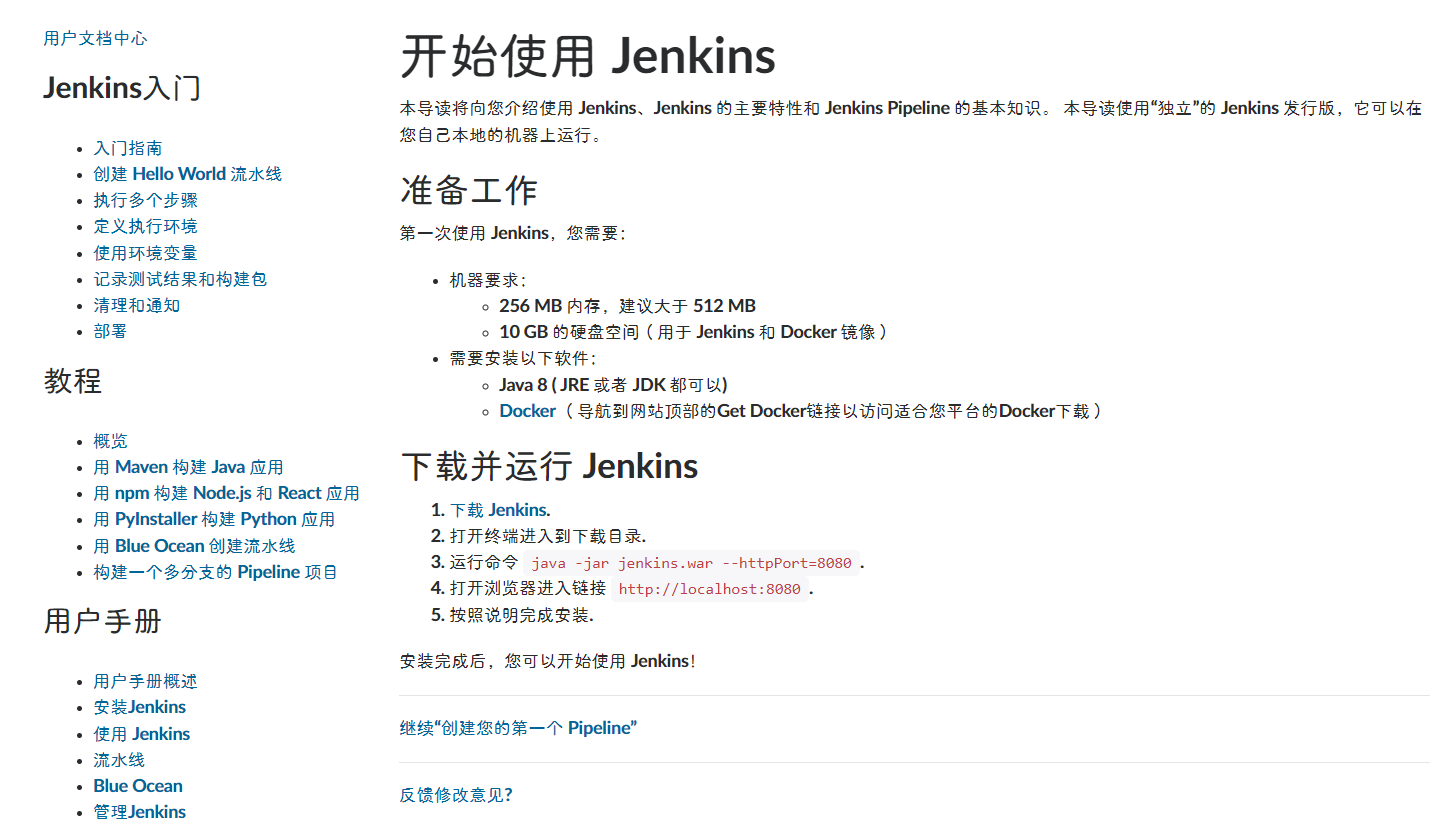 用户文档中心
Jenkins入门
入门指南
创建 Hello World 流水线
执行多个步骤
定义执行环境
使用环境变量
记录测试结果和构建包
清理和通知
部署
教程
概览
用 Maven 构建 Java 应用
用 npm 构建 Node.js 和 React 应用
用 PyInstaller 构建 Python 应用
用 Blue Ocean 创建流水线
构建一个多分支的 Pipeline 项目
用户手册
用户手册概述
安装Jenkins
使用 Jenkins
流水线
Blue Ocean
管理Jenkins
开始使用 Jenkins
本导读将向您介绍使用 Jenkins、Jenkins 的主要特性和 Jenkins Pipeline 的基本知识。 本导读使用“独立”的 Jenkins 发行版，它可以在
您自己本地的机器上运行。
准备工作
第一次使用 Jenkins，您需要：
机器要求：
256 MB 内存，建议大于 512 MB
10 GB 的硬盘空间（用于 Jenkins 和 Docker 镜像）
需要安装以下软件：
Java 8 ( JRE 或者 JDK 都可以)
Docker （导航到网站顶部的Get Docker链接以访问适合您平台的Docker下载）
下载并运行 Jenkins
1. 下载 Jenkins.
2. 打开终端进入到下载目录.
3. 运行命令 java -jar jenkins.war --httpPort=8080 .
4. 打开浏览器进入链接 http://localhost:8080 .
5. 按照说明完成安装.
安装完成后，您可以开始使用 Jenkins！
继续“创建您的第一个 Pipeline”
反馈修改意见?